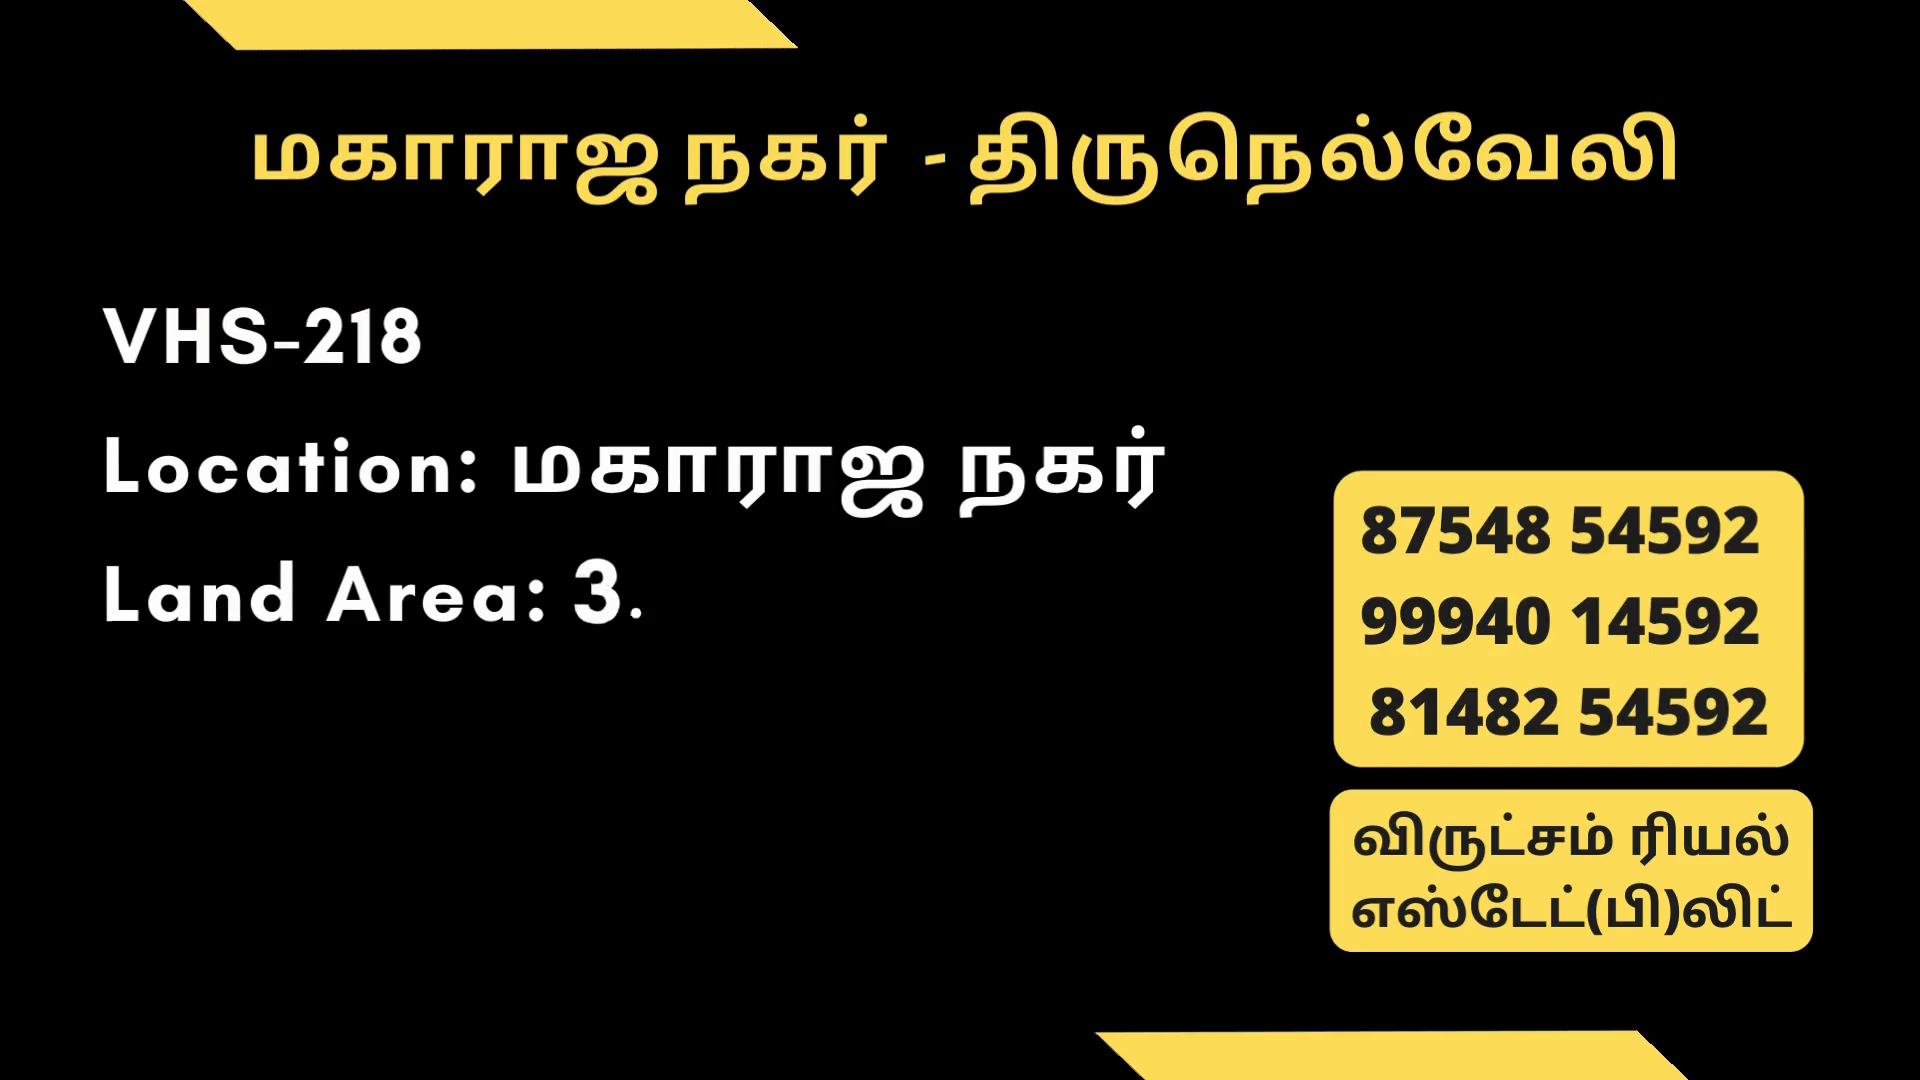 மகாராஜ நகர் - திருநெல்வேலி
VHS-218
Location: மகாராஜ நகர்
Land Area: 3.
87548 54592
99940 14592
81482 54592
விருட்சம் ரியல்
எஸ்டேட்(பி)லிட்